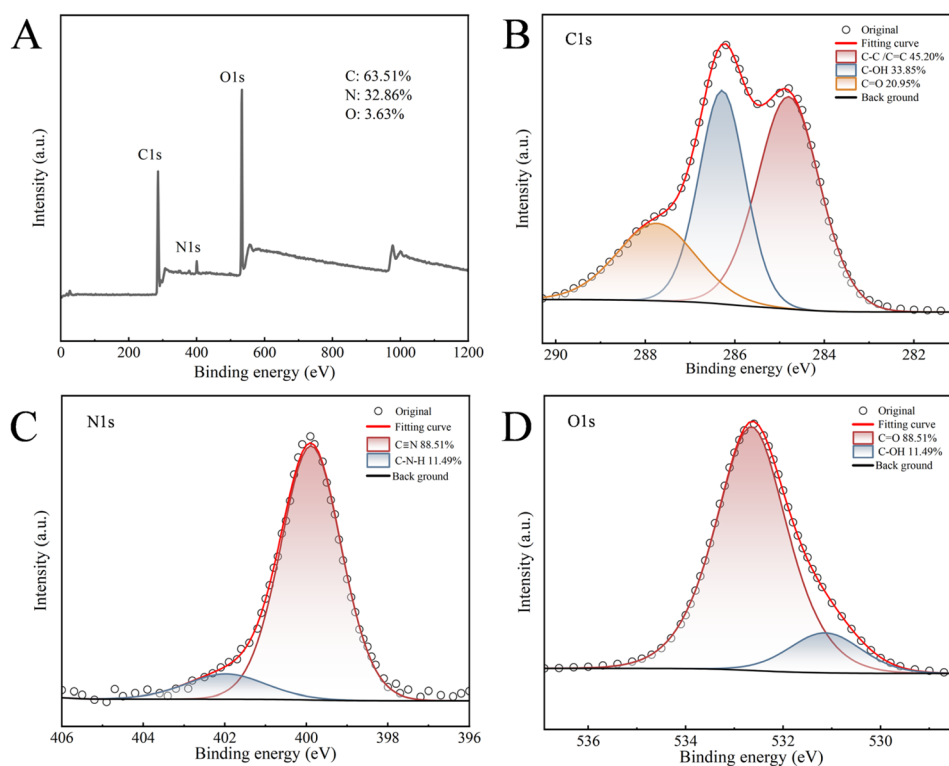 A
C1s
N1s
O1s
C: 63.51%
N: 32.86%
O: 3.63%
Intensity (a.u.)
0 200 400 600 800 1000 1200
Binding energy (eV)
B
C1s
Original
Fitting curve
C-C /C=C 45.20%
C-OH 33.85%
C=O 20.95%
Back ground
Intensity (a.u.)
290 288 286 284 282
Binding energy (eV)
C
N1s
Original
Fitting curve
C≡N 88.51%
C-N-H 11.49%
Back ground
Intensity (a.u.)
406 404 402 400 398 396
Binding energy (eV)
D
O1s
Original
Fitting curve
C=O 88.51%
C-OH 11.49%
Back ground
Intensity (a.u.)
536 534 532 530
Binding energy (eV)